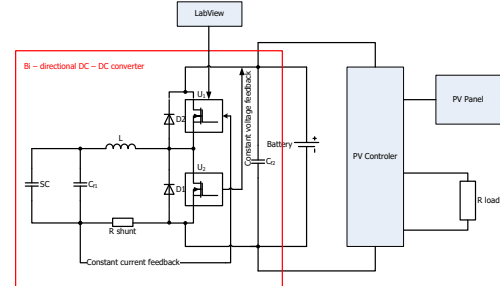 LabView
Bi – directional DC – DC converter
U1
D2
Constant voltage feedback
PV Panel
L
Battery
+
PV Controler
U2
SC
Cf1
D1
Cf2
R load
R shunt
Constant current feedback